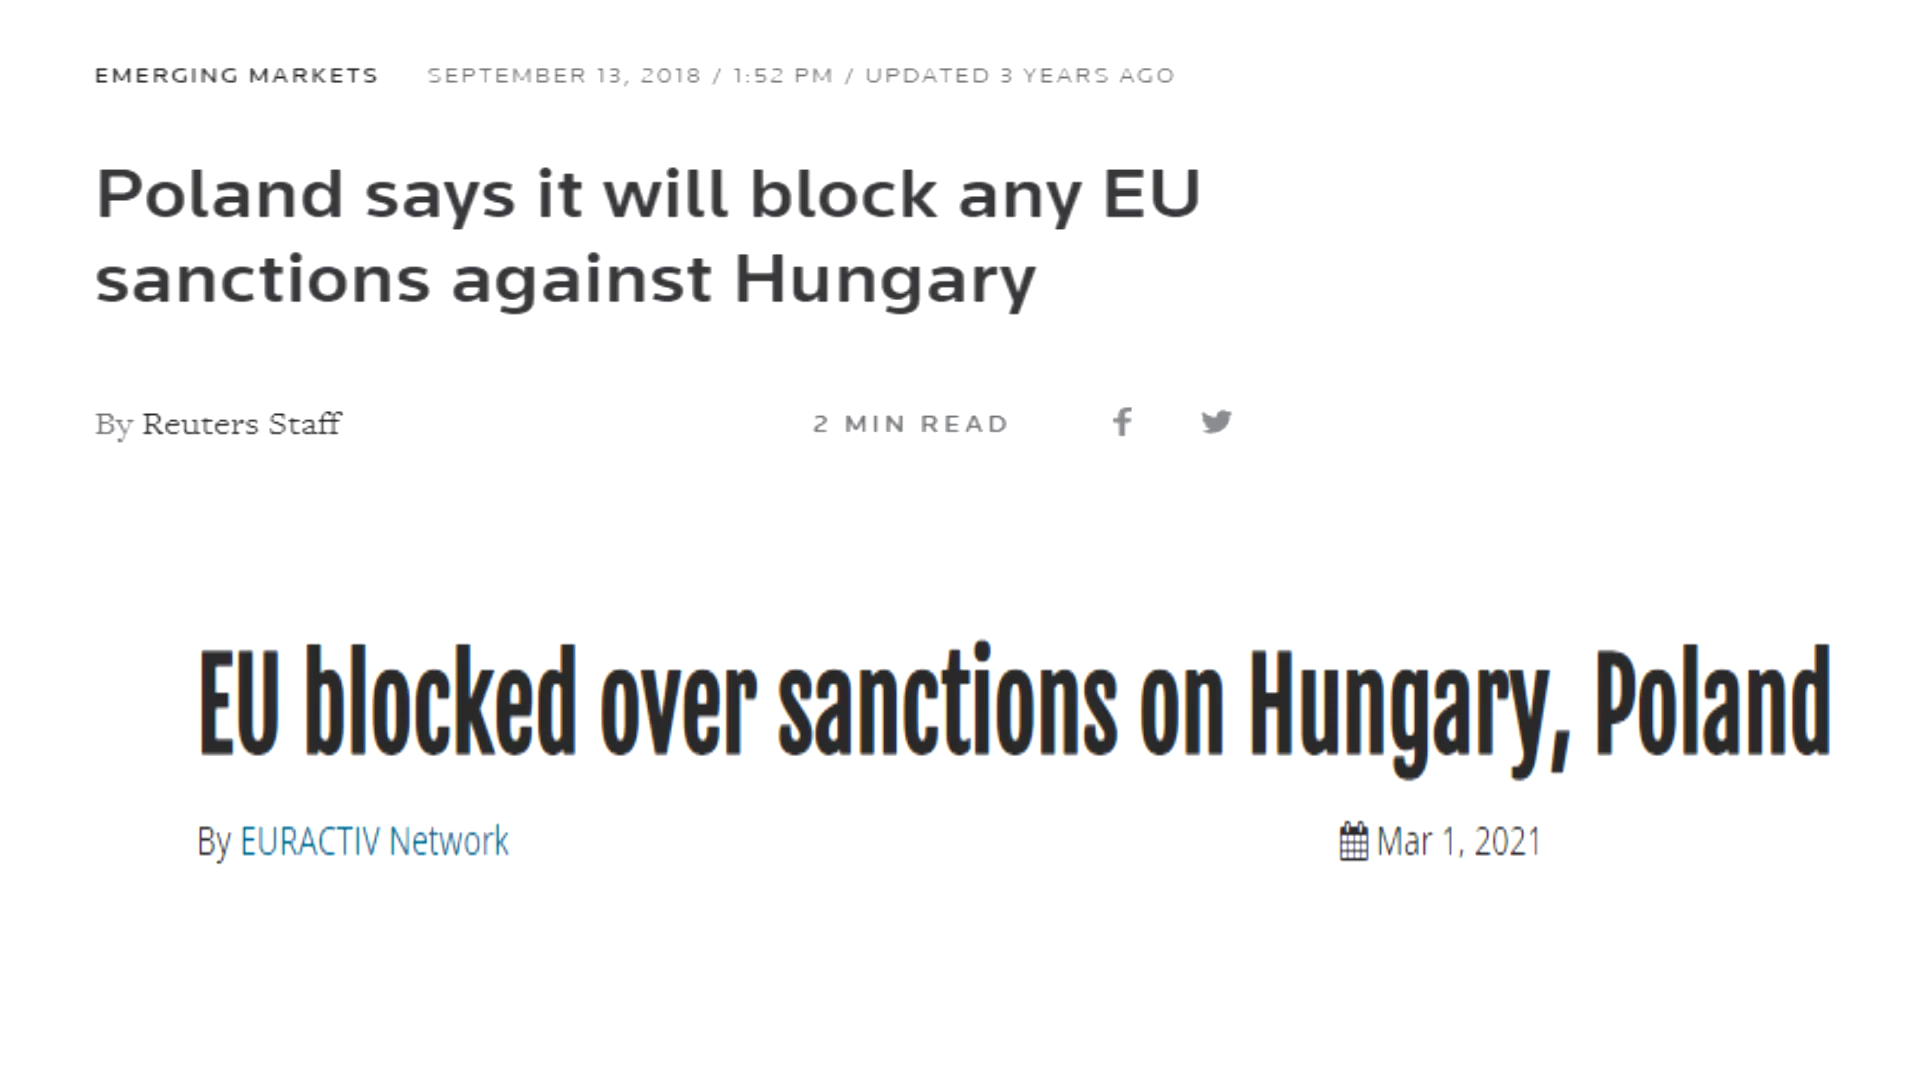 EMERGING MARKETS SEPTEMBER 13, 2018 / 1:52 PM / UPDATED 3 YEARS AGO
Poland says it will block any EU
sanctions against Hungary
By Reuters Staff 2 MIN READ
EU blocked over sanctions on Hungary, Poland
By EURACTIV Network Mar 1, 2021